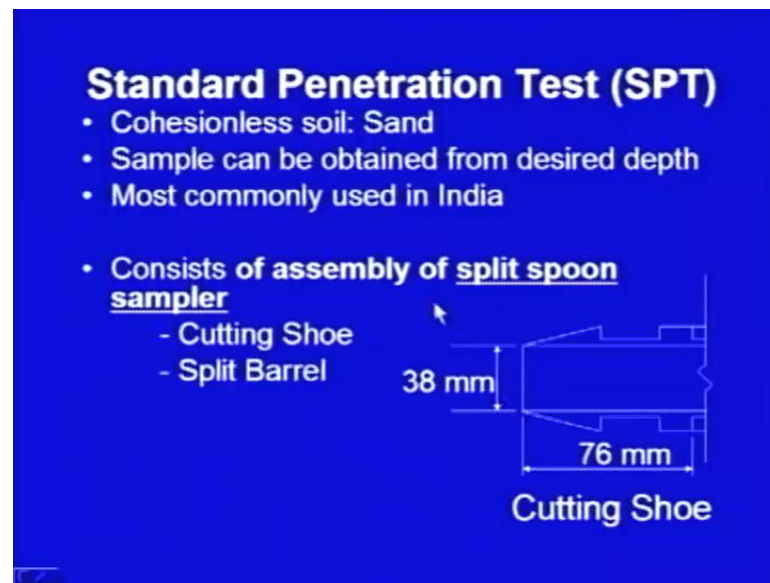 Standard Penetration Test (SPT)
• Cohesionless soil: Sand
• Sample can be obtained from desired depth
• Most commonly used in India
• Consists of assembly of split spoon
sampler
- Cutting Shoe
- Split Barrel
38 mm
76 mm
Cutting Shoe